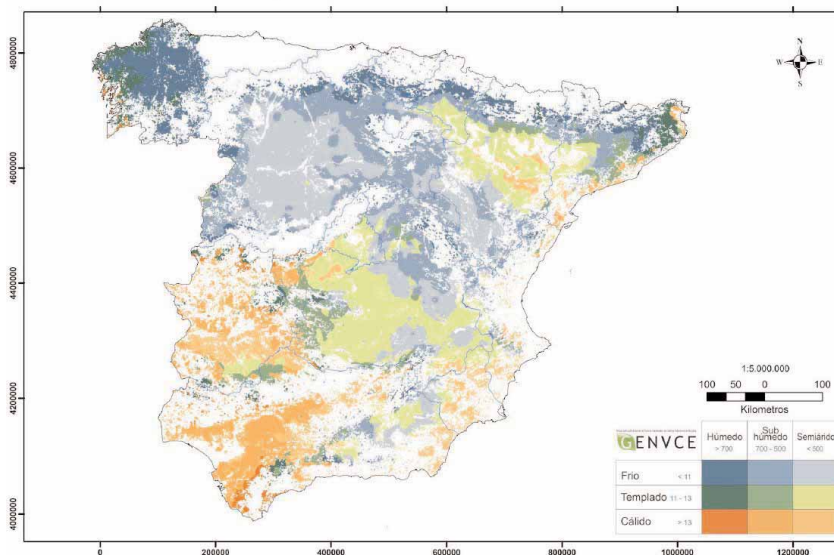 4800000
4600000
4400000
4200000
4000000
N
W E
S
1:5.000.000
100 50 0 100
Kilometros
GENVCE
Húmedo
> 700
Sub
húmedo
700 - 500
Semiárido
< 500
Frío < 11
Templado 11 - 13
Cálido > 13
0 200000 400000 600000 800000 1000000 1200000